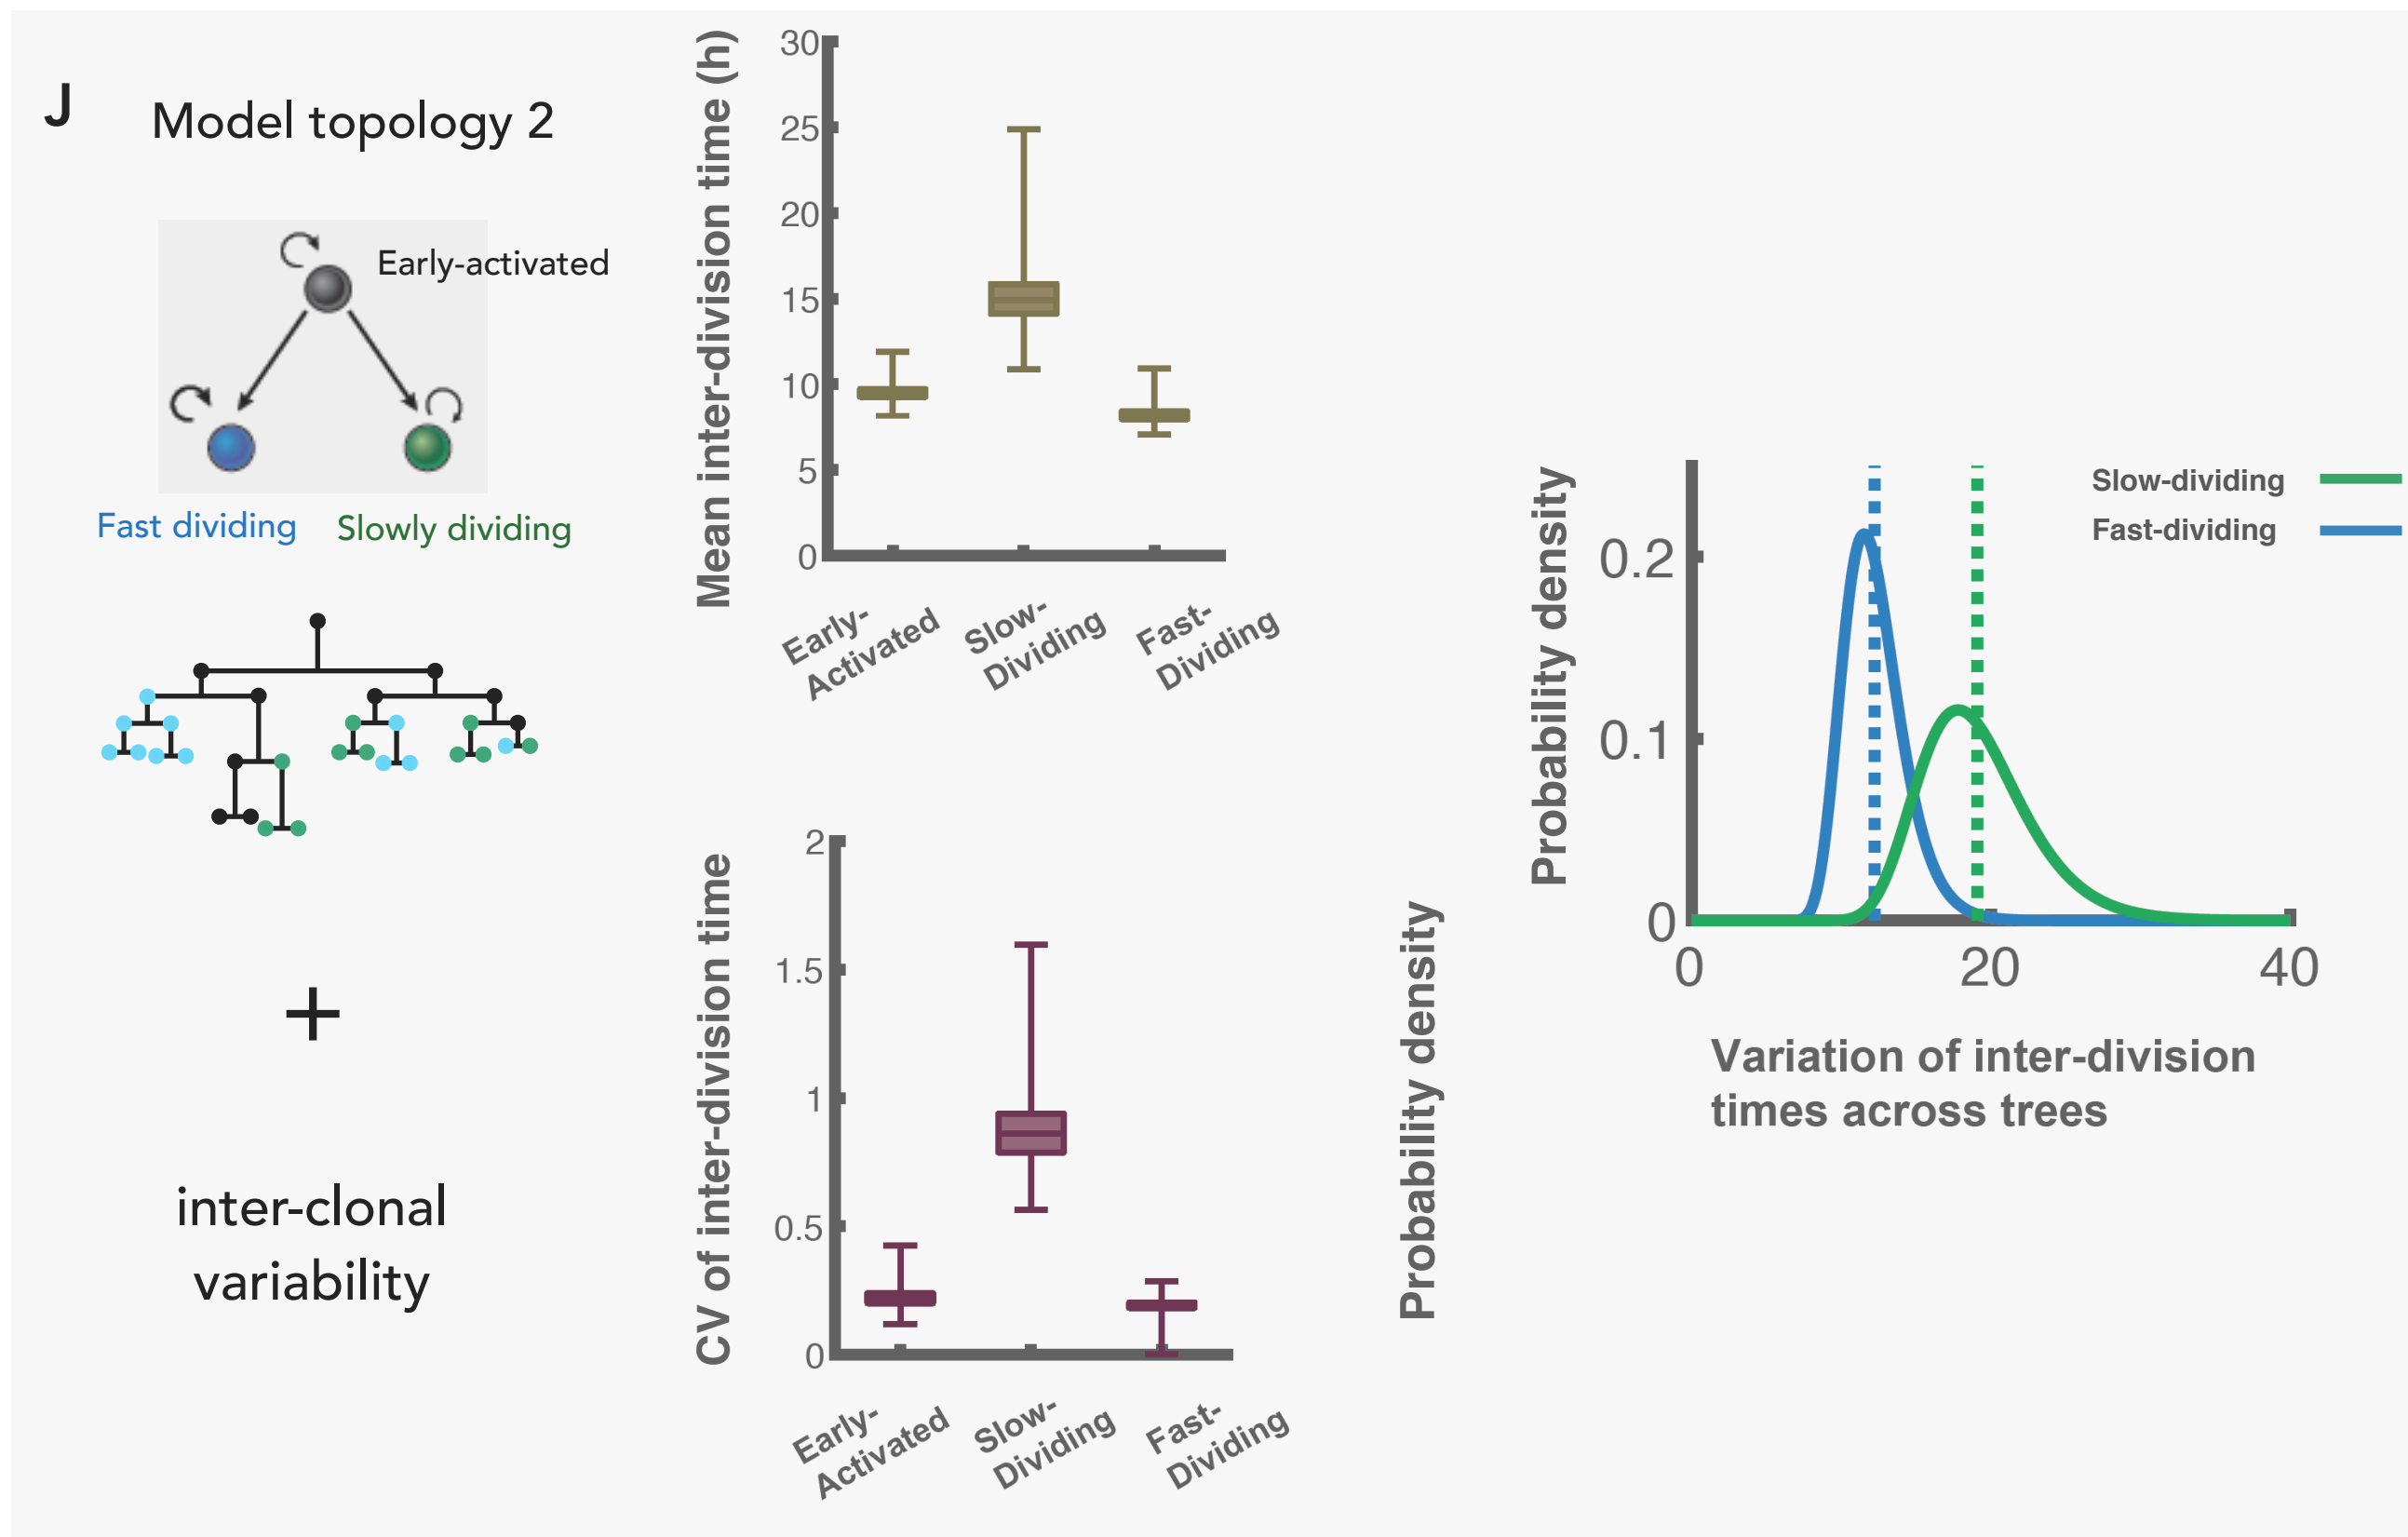 J
Model topology 2
Early-activated
Fast dividing
Slowly dividing
+
inter-clonal
variability
Mean inter-division time (h)
30
25
20
15
10
5
0
Early-
Activated
Slow-
Dividing
Fast-
Dividing
CV of inter-division time
2
1.5
1
0.5
0
Early-
Activated
Slow-
Dividing
Fast-
Dividing
Probability density
Probability density
Slow-dividing
Fast-dividing
0.2
0.1
0
0
20
40
Variation of inter-division
times across trees